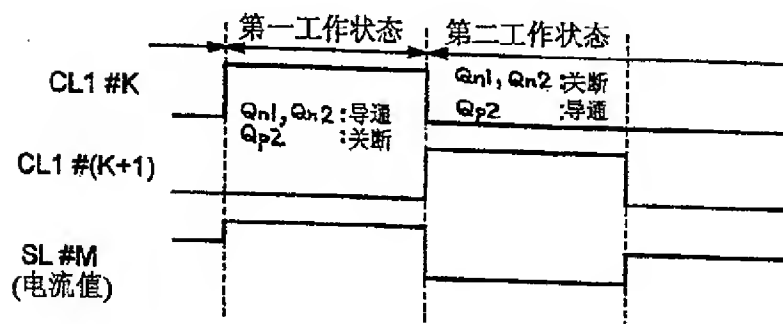 第一工作状态
第二工作状态
CL1 #K
Qn1, Qn2 :导通
Qp2 :关断
Qn1, Qn2 :关断
Qp2 :导通
CL1 #(K+1)
SL #M
(电流值)